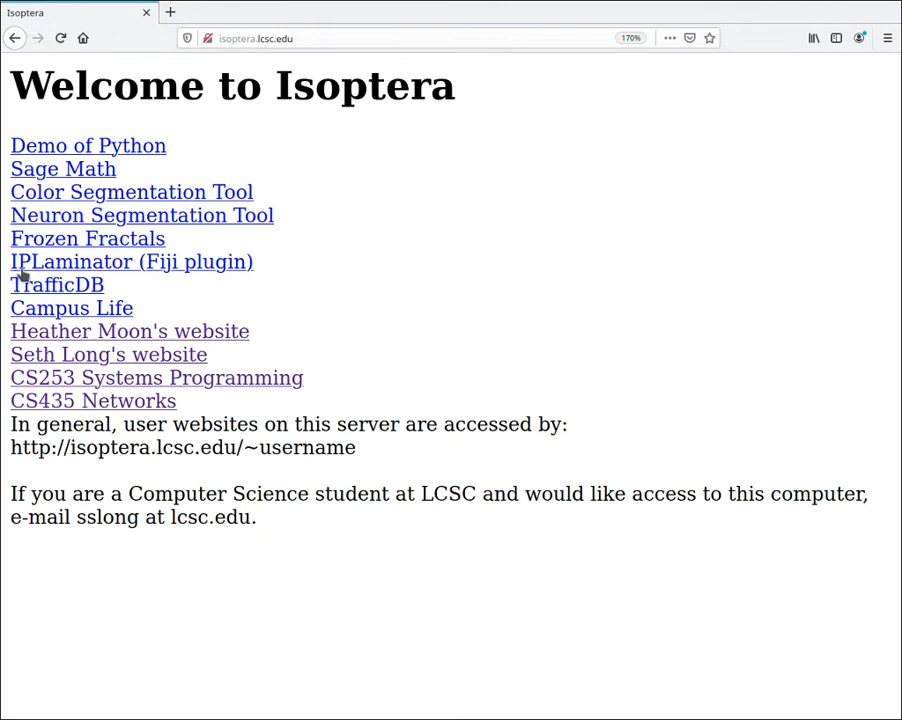 Isoptera
isoptera.lcsc.edu
170%
Welcome to Isoptera
Demo of Python
Sage Math
Color Segmentation Tool
Neuron Segmentation Tool
Frozen Fractals
IPLaminator (Fiji plugin)
TrafficDB
Campus Life
Heather Moon's website
Seth Long's website
CS253 Systems Programming
CS435 Networks
In general, user websites on this server are accessed by:
http://isoptera.lcsc.edu/~username
If you are a Computer Science student at LCSC and would like access to this computer,
e-mail sslong at lcsc.edu.